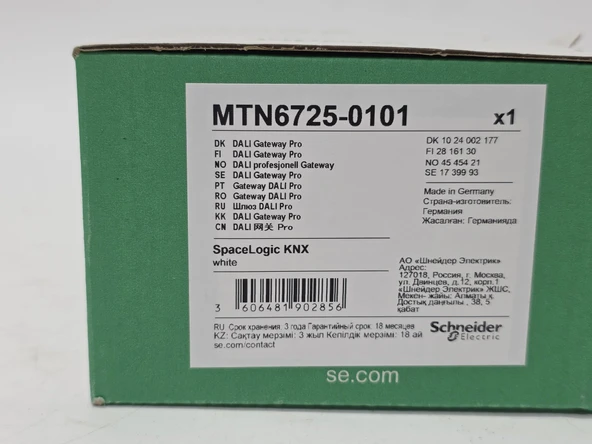 MTN6725-0101 x1
DK DALI Gateway Pro
FI DALI Gateway Pro
NO DALI profesjonell Gateway
SE DALI Gateway Pro
PT Gateway DALI Pro
RO Gateway DALI Pro
RU Шлюз DALI Pro
KK DALI Gateway Pro
CN DALI 网关 Pro
SpaceLogic KNX
white
3 606481 902856
DK 10 24 002 177
FI 28 161 30
NO 45 454 21
SE 17 399 93
Made in Germany
Страна-изготовитель:
Германия
Жасалған: Германияда
АО «Шнейдер Электрик»
Адрес:
127018, Россия, г. Москва,
ул. Двинцев, д.12, корп.1
«Шнейдер Электрик» ЖШС,
Мекен- жайы: Алматы қ.
Достық даңғылы , 38, 5
қабат
RU: Срок хранения: 3 года Гарантийный срок: 18 месяцев
KZ: Сақтау мерзімі: 3 жыл Кепілдік мерзімі: 18 ай
se.com/contact
Schneider
Electric
se.com